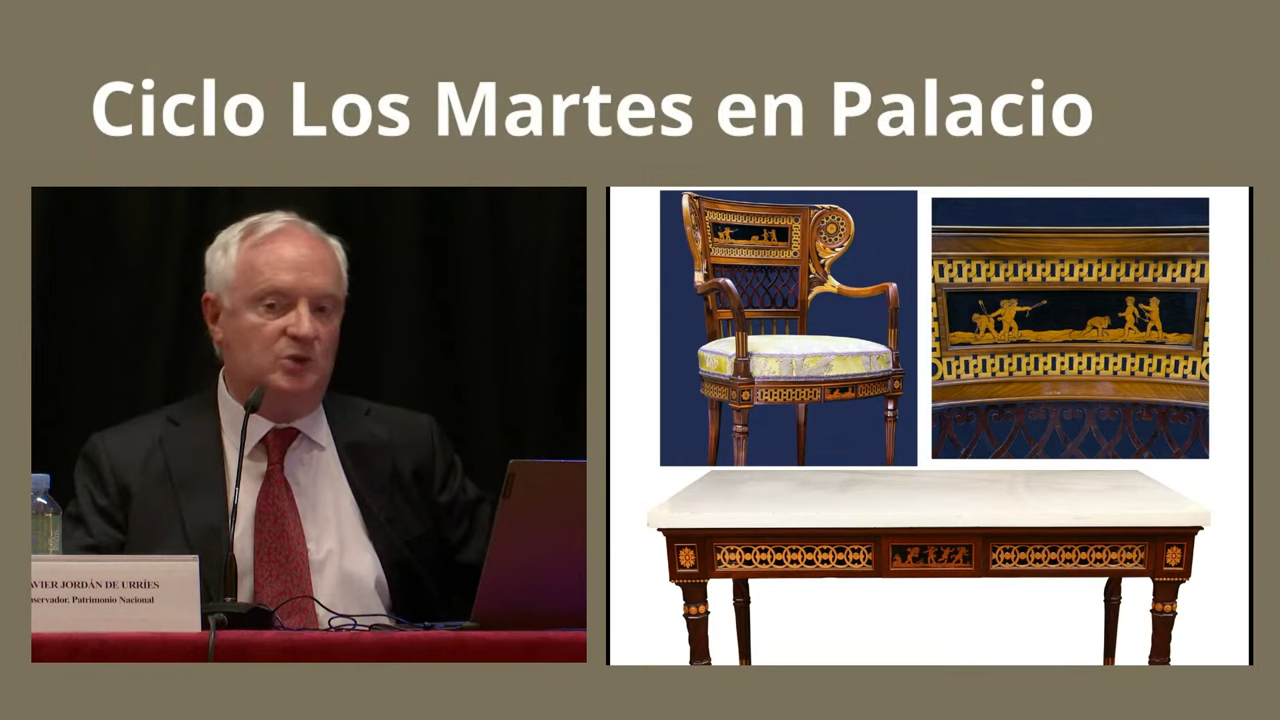 Ciclo Los Martes en Palacio
AVIER JORDÁN DE URRÍES
nservador. Patrimonio Nacional